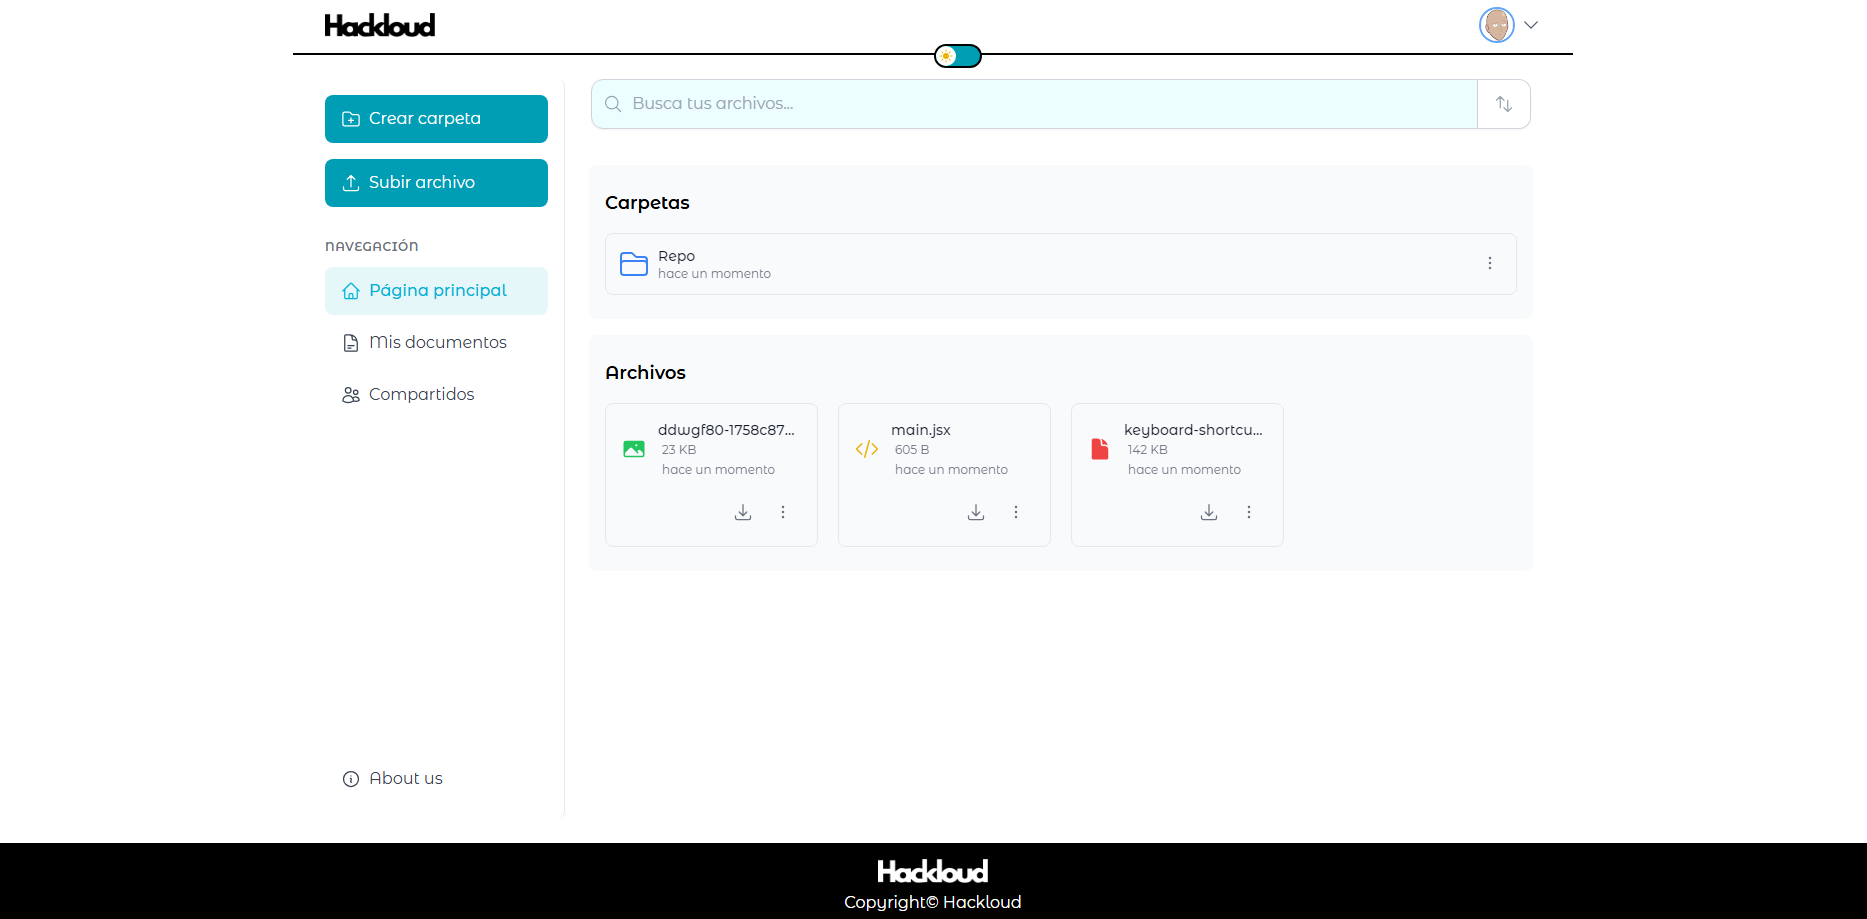 Hackloud
Busca tus archivos...
Crear carpeta
Subir archivo
NAVEGACIÓN
Página principal
Mis documentos
Compartidos
About us
Carpetas
Repo
hace un momento
Archivos
ddwgf80-1758c87...
23 KB
hace un momento
main.jsx
605 B
hace un momento
keyboard-shortcu...
142 KB
hace un momento
Hackloud
Copyright© Hackloud